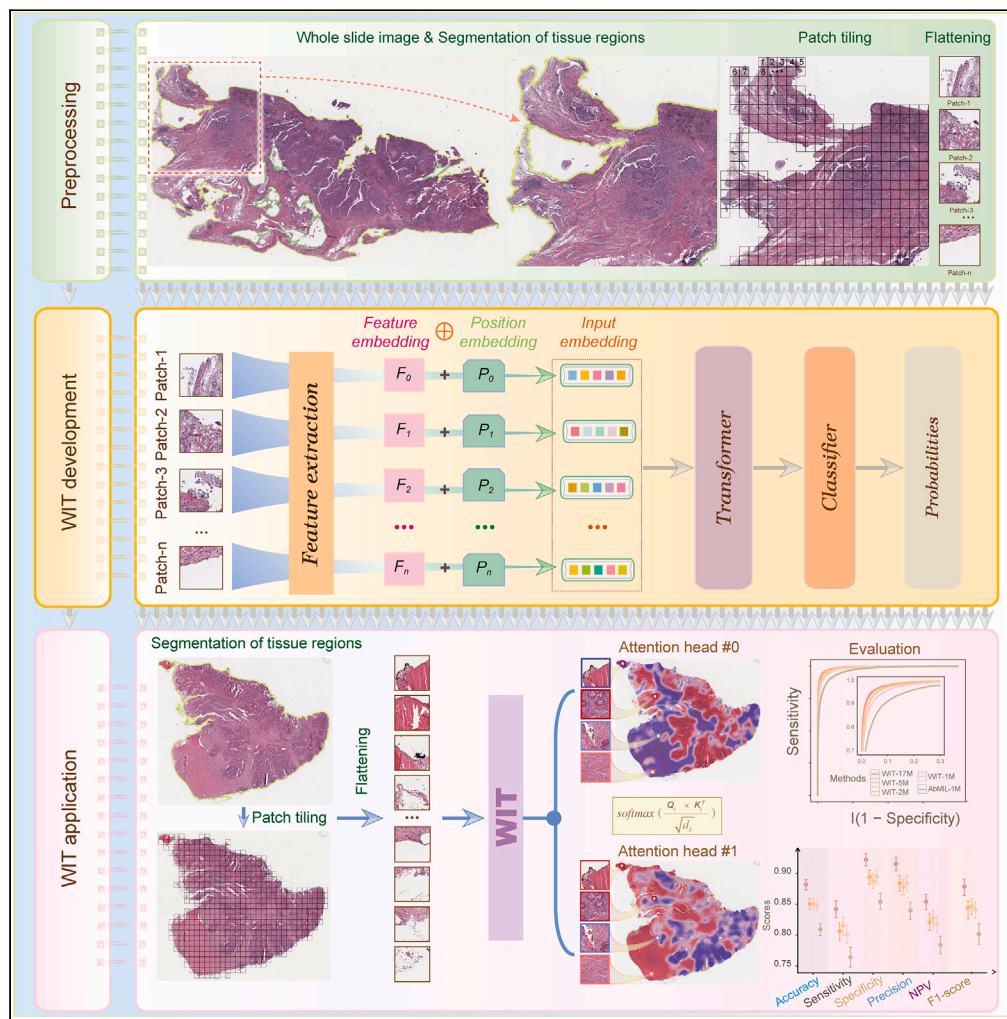 Preprocessing
Whole slide image & Segmentation of tissue regions
Patch tiling
Flattening
1 2 3 4 5
6 7 8 •••
Patch-1
Patch-2
Patch-3
•••
Patch-n
WIT development
Patch-1
Patch-2
Patch-3
...
Patch-n
Feature extraction
Feature embedding
⊕
Position embedding
Input embedding
F0 + P0
F1 + P1
F2 + P2
••• ••• •••
Fn + Pn
Transformer
Classifier
Probabilities
WIT application
Segmentation of tissue regions
Patch tiling
Flattening
...
WIT
Attention head #0
softmax ( Q_i × K_i^T / √d_k )
Attention head #1
Evaluation
Sensitivity
1.0
0.9
0.8
0.7
0.0 0.1 0.2 0.3
Methods
WIT-17M
WIT-5M
WIT-2M
WIT-1M
AbMIL-1M
I(1 − Specificity)
Scores
0.90
0.85
0.80
0.75
Accuracy
Sensitivity
Specificity
Precision
NPV
F1-score